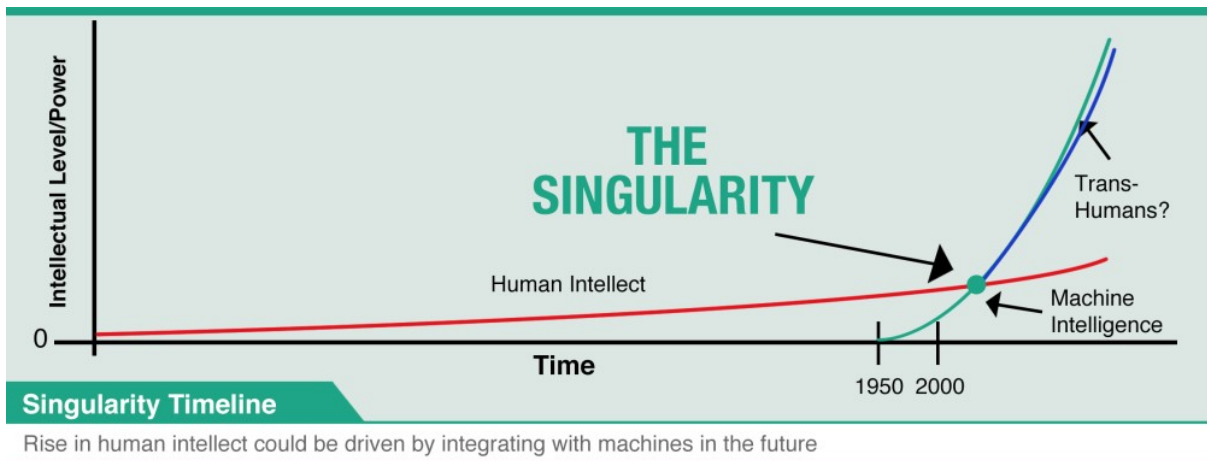 Intellectual Level/Power
THE
SINGULARITY
Trans-
Humans?
Human Intellect
Machine
Intelligence
0
Time
1950 2000
Singularity Timeline
Rise in human intellect could be driven by integrating with machines in the future